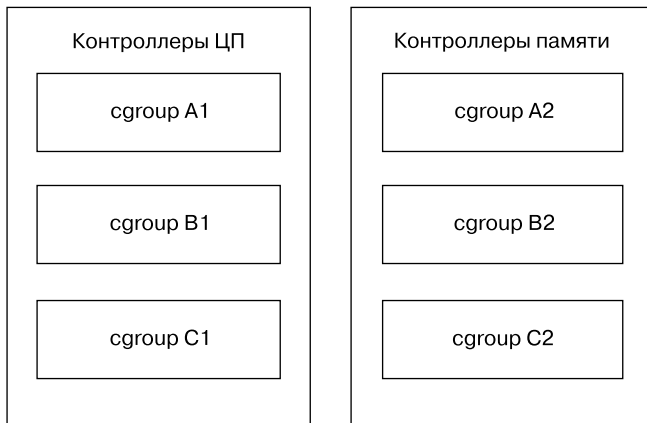 Контроллеры ЦП
cgroup A1
cgroup B1
cgroup C1
Контроллеры памяти
cgroup A2
cgroup B2
cgroup C2